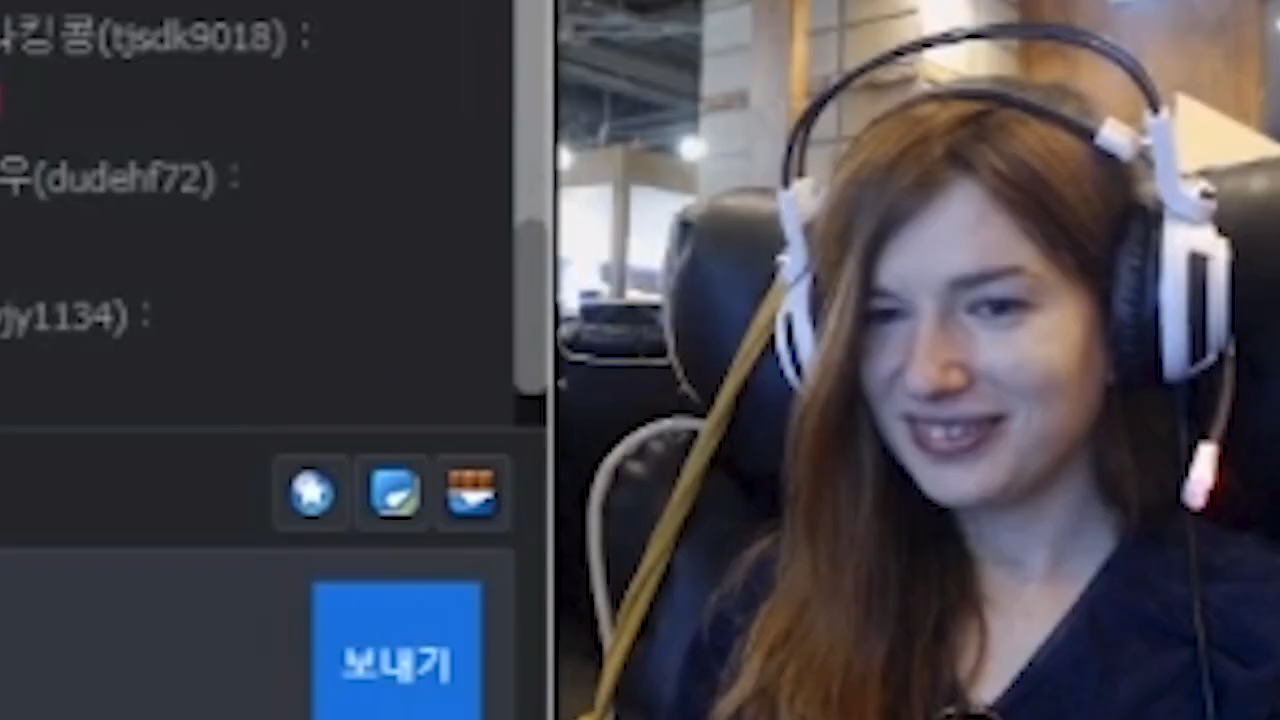 킹콩(tjsdk9018) :
우(dudehf72) :
jy1134) :
보내기